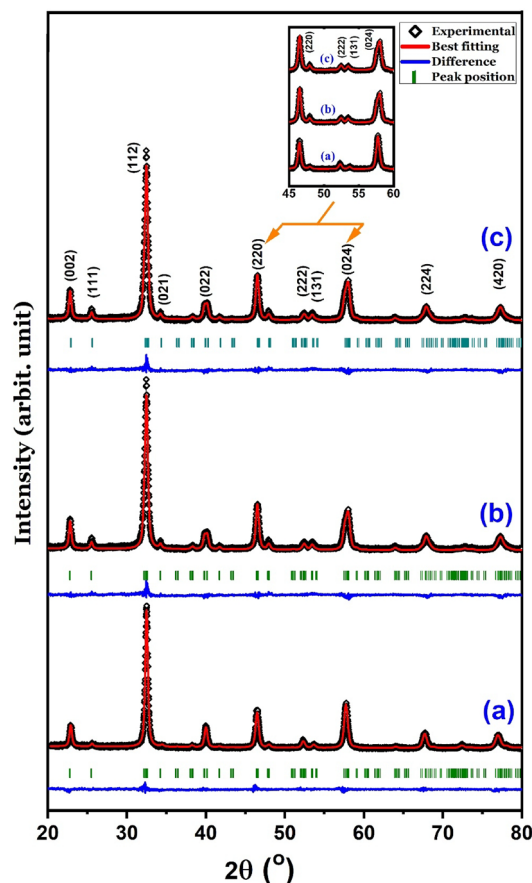 Experimental
Best fitting
Difference
Peak position
(220)
(222)
(131)
(024)
(c)
(b)
(a)
45 50 55 60
(112)
(002)
(111)
(021)
(022)
(220)
(222)
(131)
(024)
(224)
(420)
(c)
(b)
(a)
Intensity (arbit. unit)
20 30 40 50 60 70 80
2θ (°)